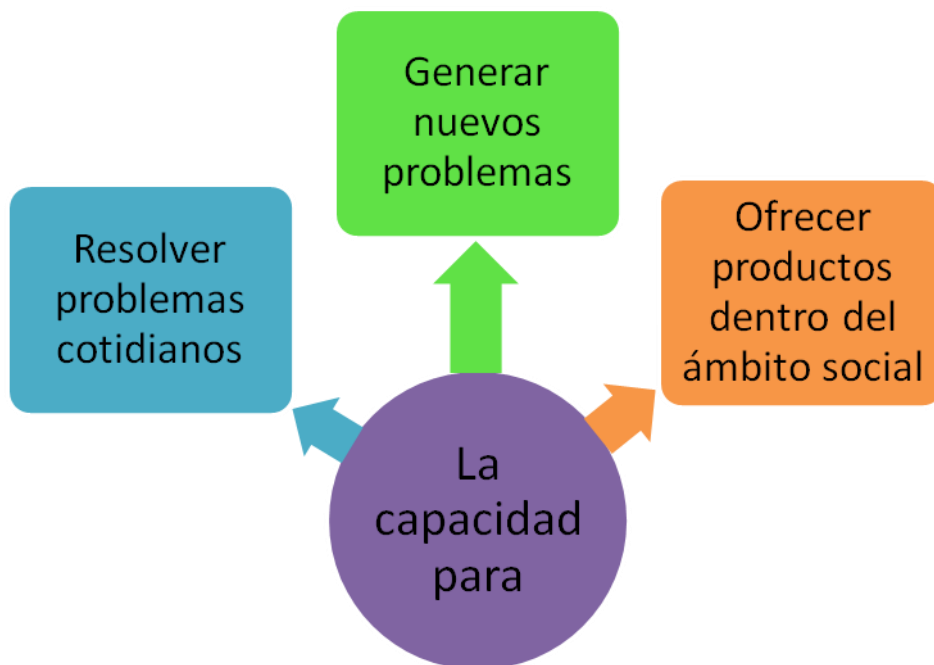 Generar
nuevos
problemas
Resolver
problemas
cotidianos
Ofrecer
productos
dentro del
ámbito social
La
capacidad
para